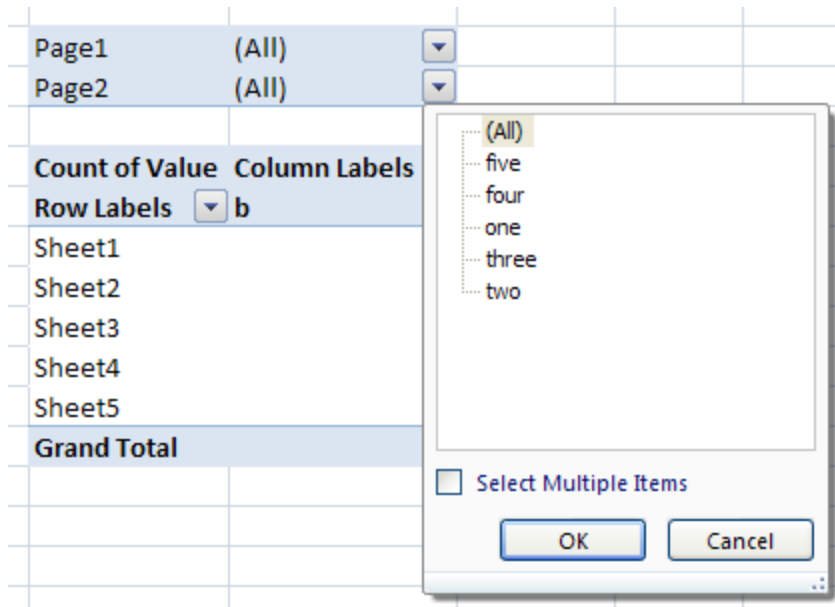 Page1 (All)
Page2 (All)
Count of Value Column Labels
Row Labels b
Sheet1
Sheet2
Sheet3
Sheet4
Sheet5
Grand Total
(All)
five
four
one
three
two
Select Multiple Items
OK Cancel